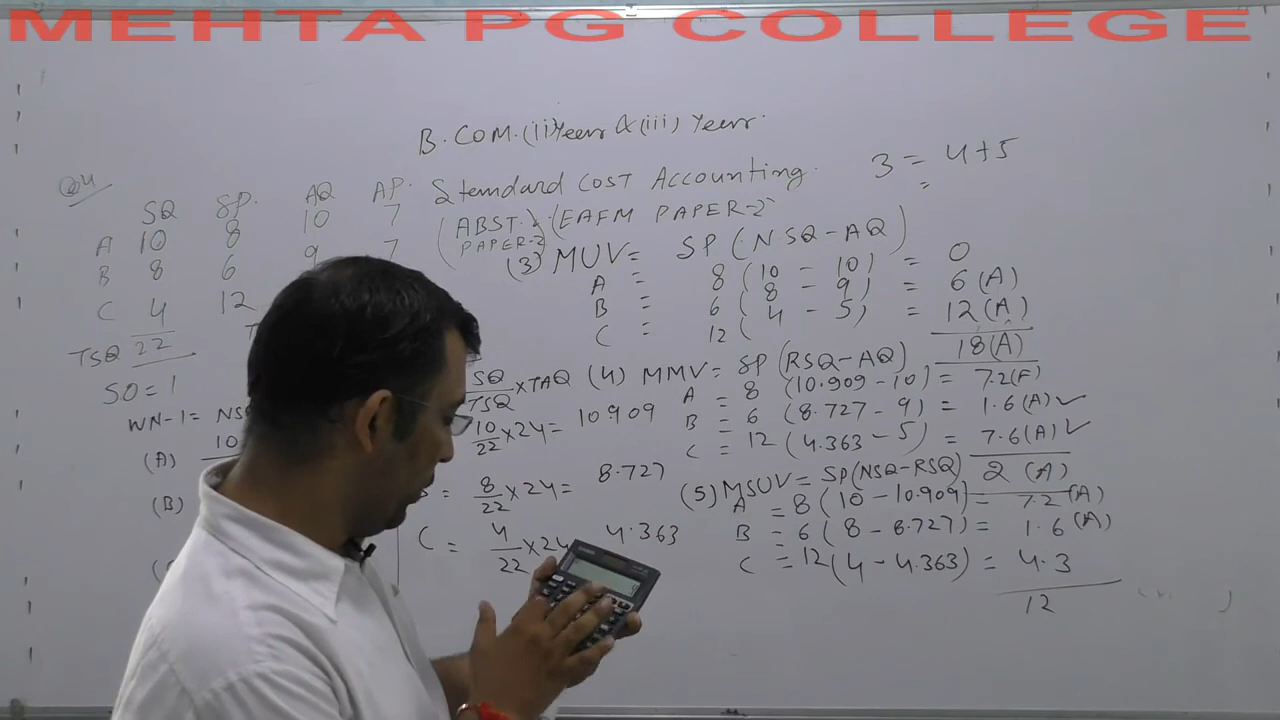 MEHTA PG COLLEGE
B.COM.(ii)Year & (iii) Year.
Q4
SQ SP. AQ AP.
A 10 8 10 7
B 8 6 9 7
C 4 12
TSQ 22
SO = 1
WN-1 = NS
(A) 10
(B)
Standard COST Accounting.
(ABST. PAPER-2) (EAFM PAPER-2)
3 = 4+5
(3) MUV = SP (NSQ-AQ)
A = 8 (10 - 10) = 0
B = 6 (8 - 9) = 6 (A)
C = 12 (4 - 5) = 12 (A)
18 (A)
SQ/TSQ × TAQ
10/22 × 24 = 10.909
= 8/22 × 24 = 8.727
C = 4/22 × 24 4.363
(4) MMV = SP (RSQ-AQ)
A = 8 (10.909 - 10) = 7.2 (F)
B = 6 (8.727 - 9) = 1.6 (A) ✓
C = 12 (4.363 - 5) = 7.6 (A) ✓
2 (A)
(5) MSUV = SP(NSQ-RSQ)
A = 8 (10 - 10.909) = 7.2 (A)
B = 6 (8 - 8.727) = 1.6 (A)
C = 12 (4 - 4.363) = 4.3
12